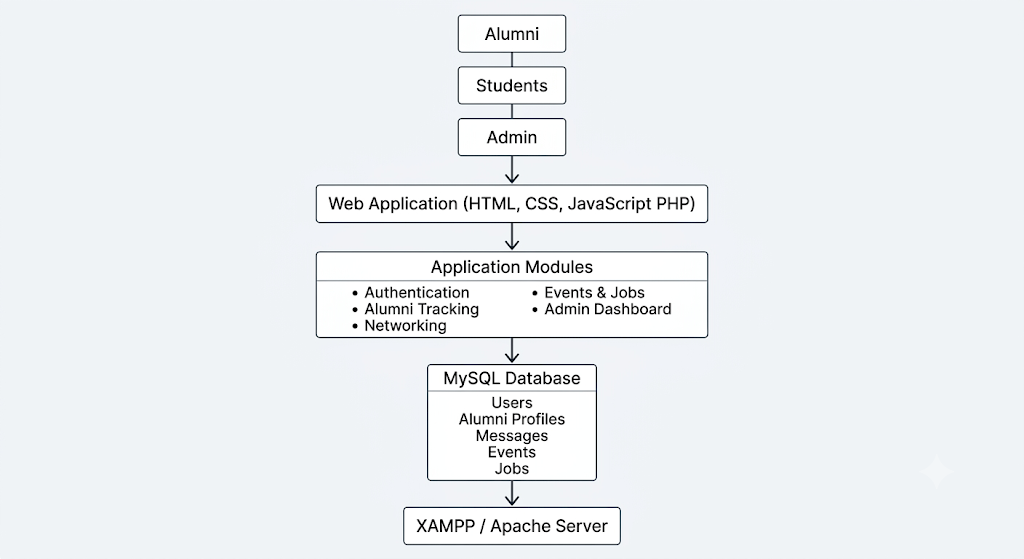 Alumni
Students
Admin
Web Application (HTML, CSS, JavaScript PHP)
Application Modules
• Authentication
• Alumni Tracking
• Networking
• Events & Jobs
• Admin Dashboard
MySQL Database
Users
Alumni Profiles
Messages
Events
Jobs
XAMPP / Apache Server